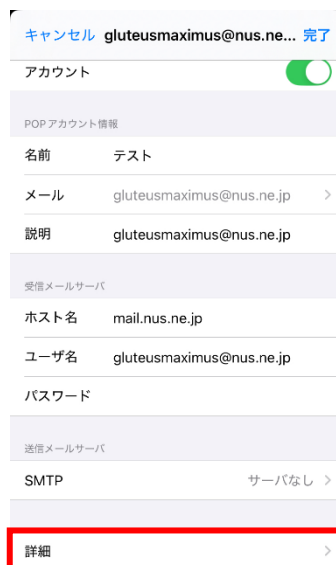 キャンセル gluteusmaximus@nus.ne... 完了
アカウント
POPアカウント情報
名前 テスト
メール gluteusmaximus@nus.ne.jp
説明 gluteusmaximus@nus.ne.jp
受信メールサーバ
ホスト名 mail.nus.ne.jp
ユーザ名 gluteusmaximus@nus.ne.jp
パスワード
送信メールサーバ
SMTP サーバなし
詳細